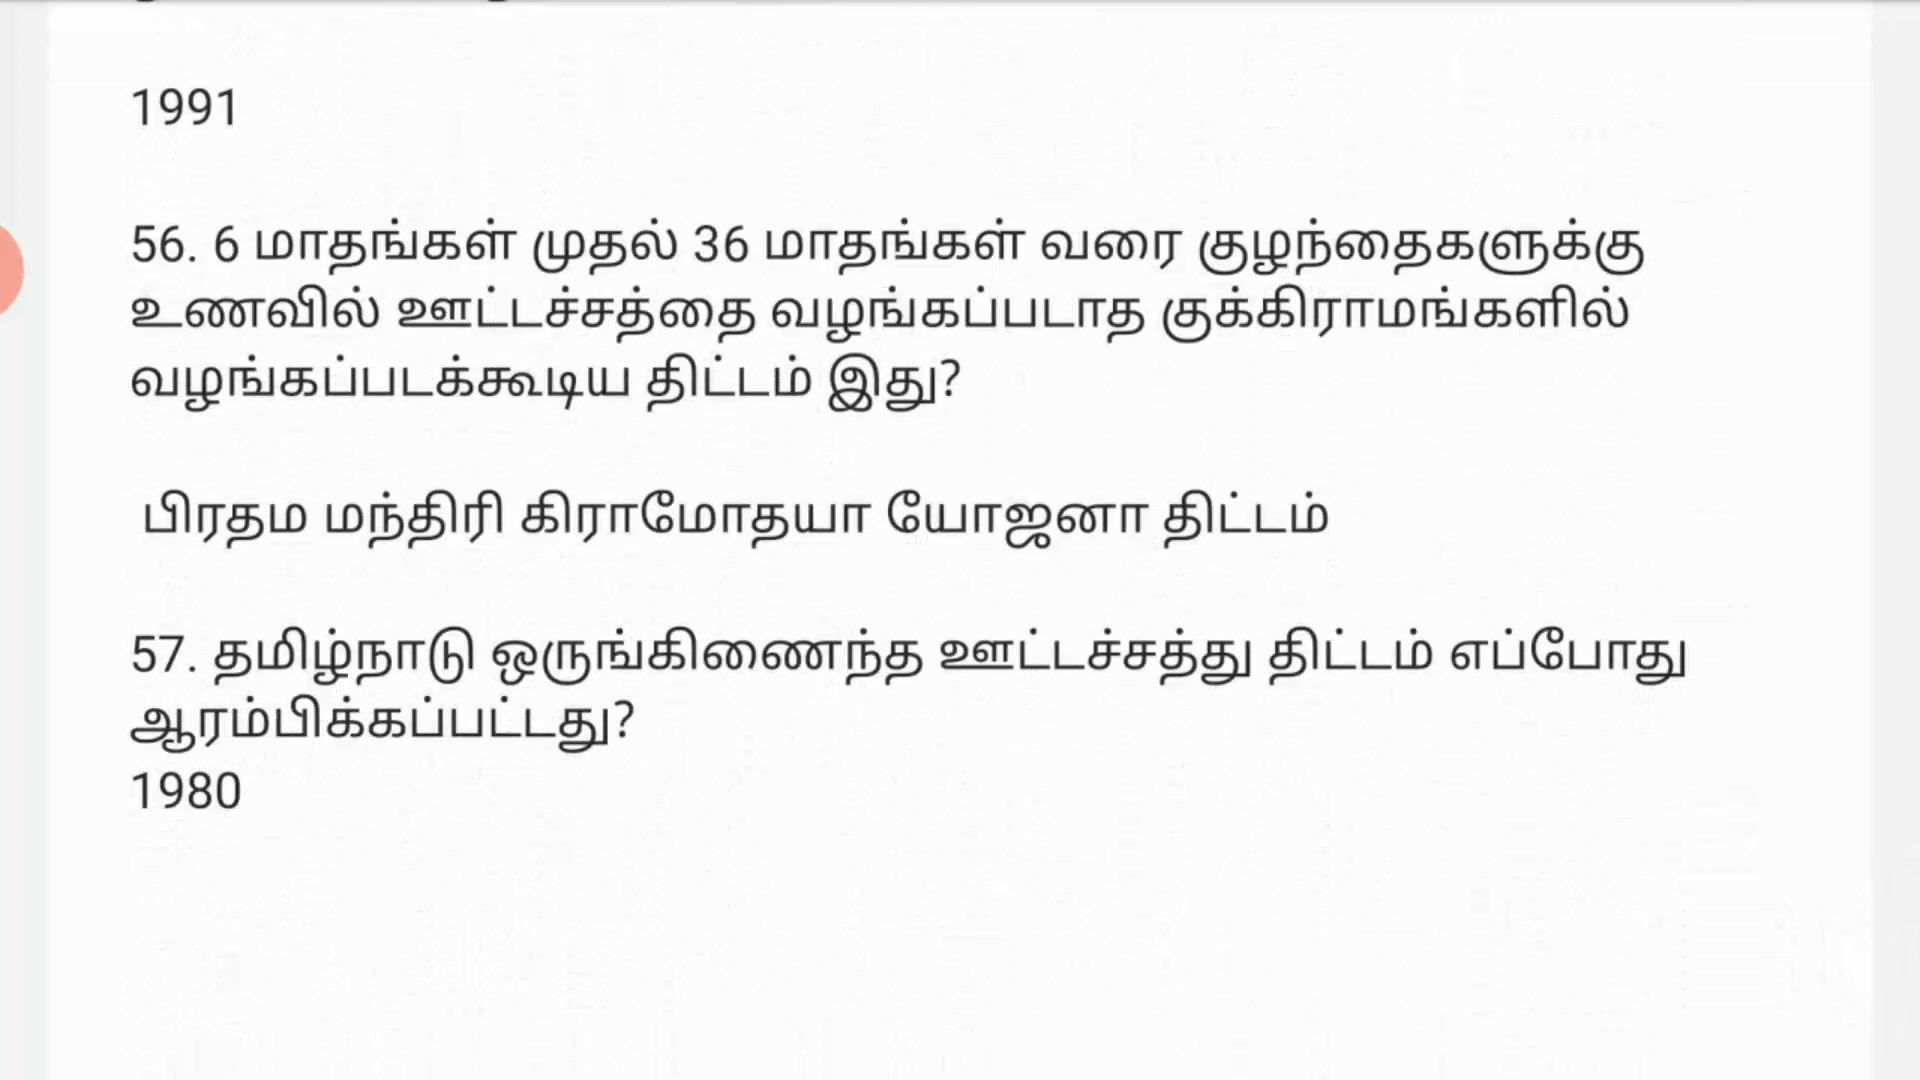 1991
56. 6 மாதங்கள் முதல் 36 மாதங்கள் வரை குழந்தைகளுக்கு
உணவில் ஊட்டச்சத்தை வழங்கப்படாத குக்கிராமங்களில்
வழங்கப்படக்கூடிய திட்டம் இது?
பிரதம மந்திரி கிராமோதயா யோஜனா திட்டம்
57. தமிழ்நாடு ஒருங்கிணைந்த ஊட்டச்சத்து திட்டம் எப்போது
ஆரம்பிக்கப்பட்டது?
1980